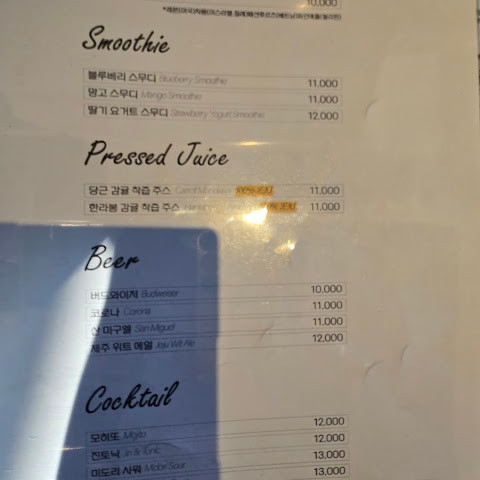 10,000
Smoothie
블루베리 스무디 Blueberry Smoothie 11,000
망고 스무디 Mango Smoothie 11,000
딸기 요거트 스무디 Strawberry Yogurt Smoothie 12,000
Pressed Juice
당근 감귤 착즙 주스 Carrot 100% JEJU 11,000
한라봉 감귤 착즙 주스 JEJU 11,000
Beer
버드와이저 Budweiser 10,000
코로나 Corona 11,000
산 미구엘 San Miguel 11,000
제주 위트 에일 Jeju Wit Ale 12,000
Cocktail
모히또 Mojito 12,000
진토닉 & Tonic 12,000
미도리 사워 Sour 13,000
13,000